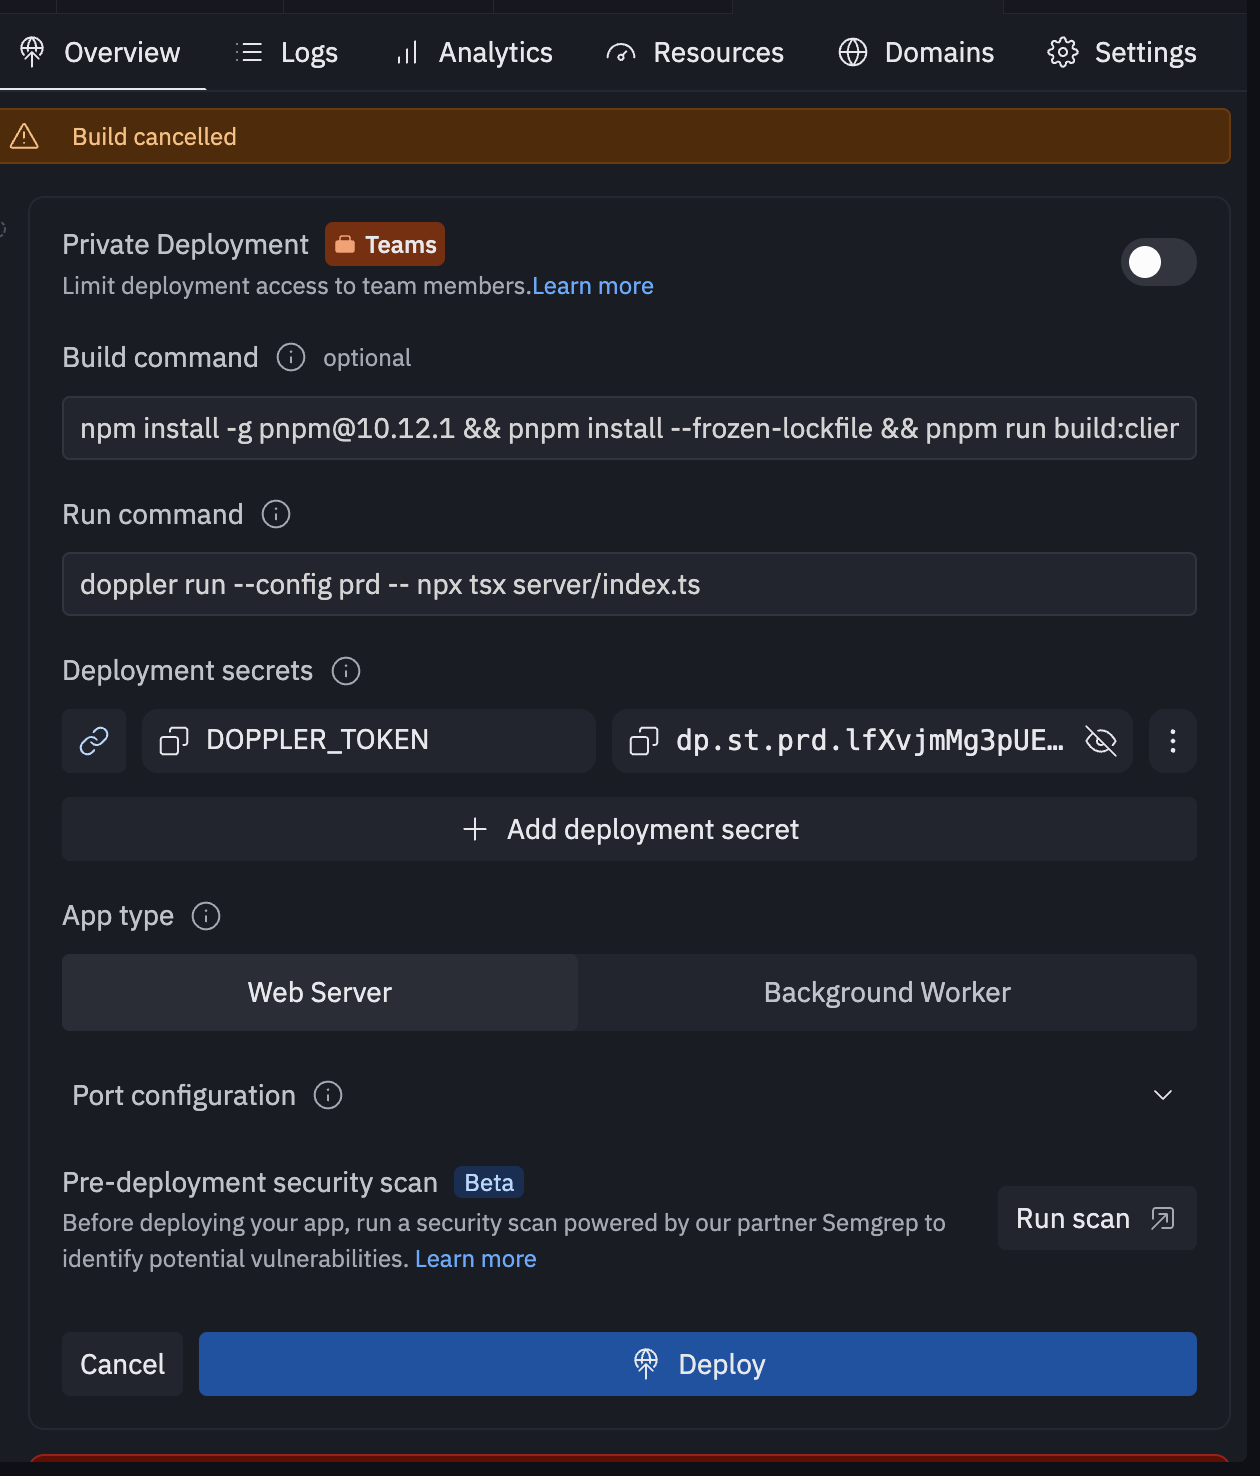 Overview Logs Analytics Resources Domains Settings
Build cancelled
Private Deployment Teams
Limit deployment access to team members.Learn more
Build command optional
npm install -g pnpm@10.12.1 && pnpm install --frozen-lockfile && pnpm run build:clier
Run command
doppler run --config prd -- npx tsx server/index.ts
Deployment secrets
DOPPLER_TOKEN dp.st.prd.lfXvjmMg3pUE…
Add deployment secret
App type
Web Server Background Worker
Port configuration
Pre-deployment security scan Beta
Before deploying your app, run a security scan powered by our partner Semgrep to
identify potential vulnerabilities. Learn more
Run scan
Cancel Deploy